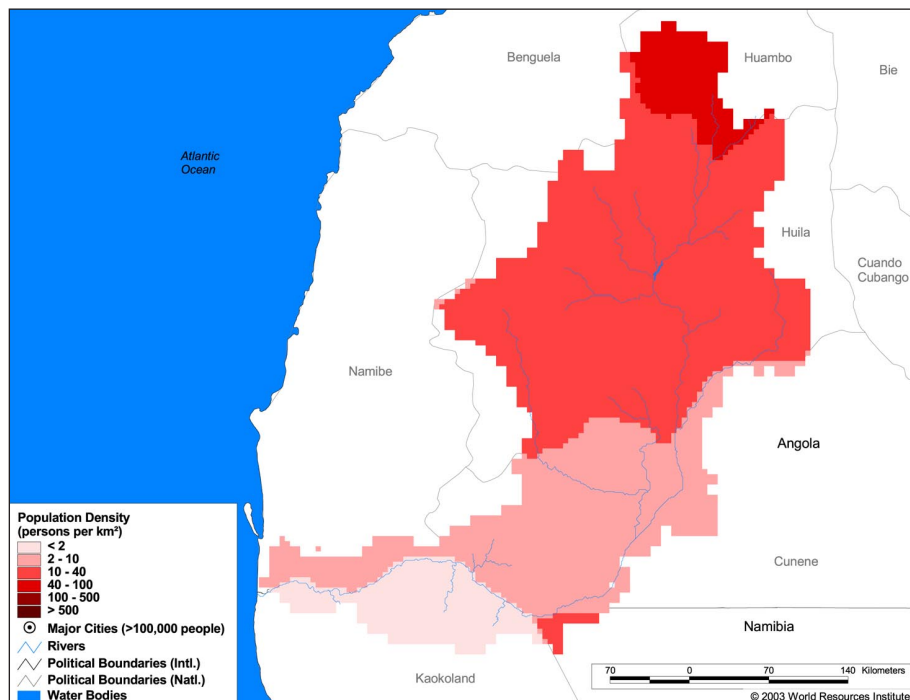 Benguela
Huambo
Bie
Atlantic
Ocean
Huila
Cuando
Cubango
Namibe
Angola
Cunene
Namibia
Kaokoland
Population Density
(persons per km²)
< 2
2 - 10
10 - 40
40 - 100
100 - 500
> 500
Major Cities (>100,000 people)
Rivers
Political Boundaries (Intl.)
Political Boundaries (Natl.)
Water Bodies
70 0 70 140 Kilometers
© 2003 World Resources Institute